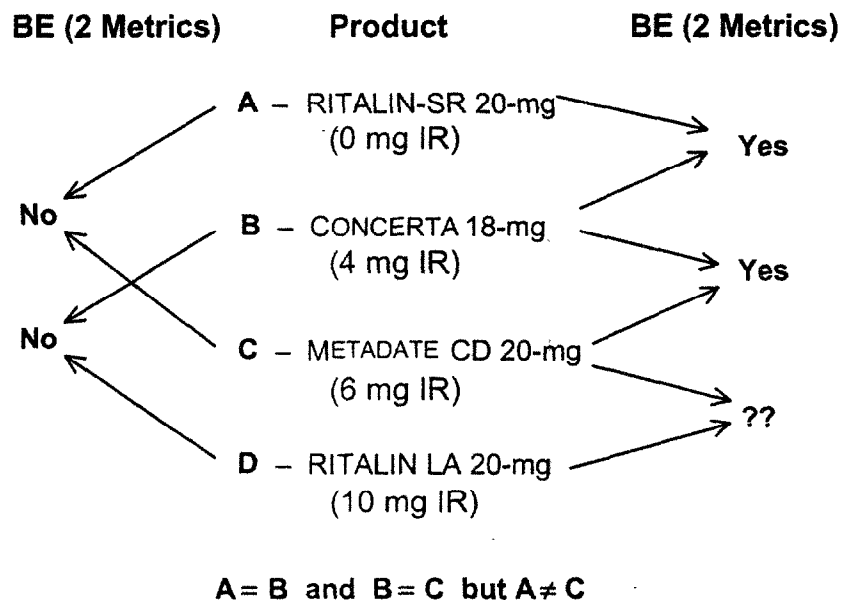 BE (2 Metrics) Product BE (2 Metrics)
A – RITALIN-SR 20-mg
(0 mg IR)
Yes
No
B – CONCERTA 18-mg
(4 mg IR)
Yes
No
C – METADATE CD 20-mg
(6 mg IR)
??
D – RITALIN LA 20-mg
(10 mg IR)
A = B and B = C but A ≠ C